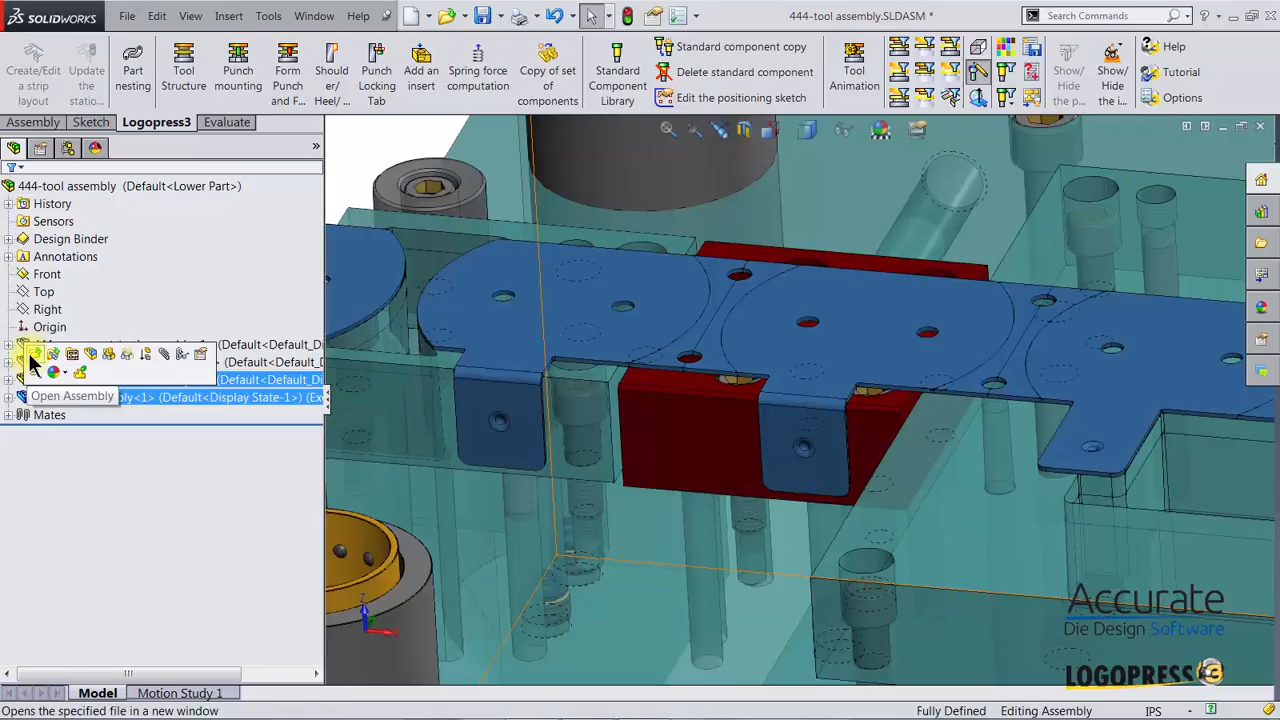 SOLIDWORKS
File Edit View Insert Tools Window Help
444-tool assembly.SLDASM *
Search Commands
Create/Edit a strip layout
Update the statio...
Part nesting
Tool Structure
Punch mounting
Form Punch and F...
Slot / er/ Heel/ ...
Punch Locking Tab
Add an insert
Spring force computation
Copy of set of components
Standard Component Library
Standard component copy
Delete standard component
Edit the positioning sketch
Tool Animation
Show/ Hide the p...
Show/ Hide the i...
Help
Tutorial
Options
Assembly Sketch Logopress3 Evaluate
444-tool assembly (Default<Lower Part>)
History
Sensors
Design Binder
Annotations
Front
Top
Right
Origin
(Default<Default_D
(Default<Default_D
(Default<Default_Di
Open Assembly
bly<1> (Default<Display State-1>) (Ex
Mates
Z
Accurate
Die Design Software
LOGOPRESS3
Model Motion Study 1
Opens the specified file in a new window
Fully Defined Editing Assembly IPS